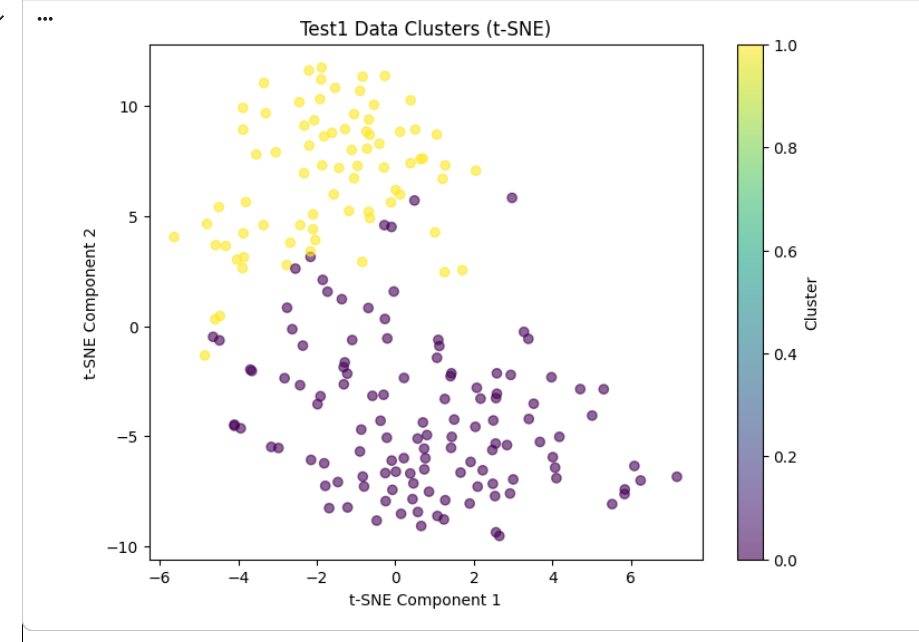 Test1 Data Clusters (t-SNE)
10
5
0
−5
−10
t-SNE Component 2
−6 −4 −2 0 2 4 6
t-SNE Component 1
1.0
0.8
0.6
0.4
0.2
0.0
Cluster